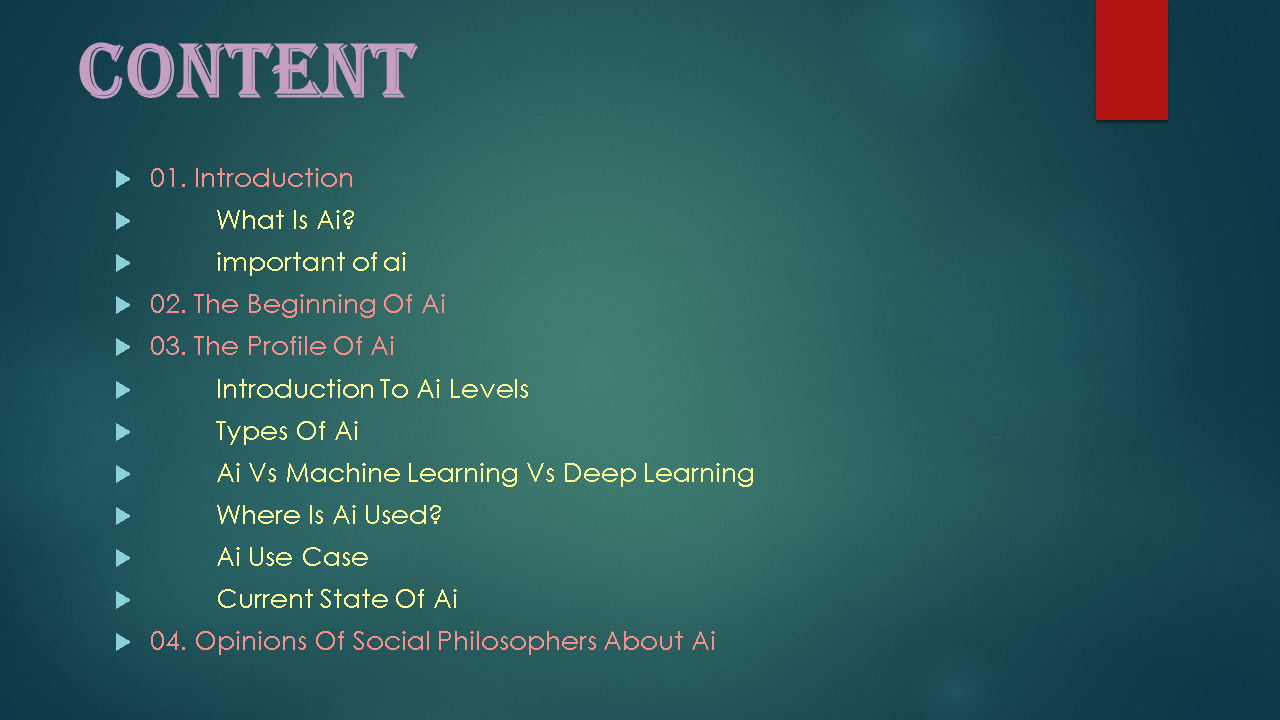 CONTENT
01. Introduction
What Is Ai?
important of ai
02. The Beginning Of Ai
03. The Profile Of Ai
Introduction To Ai Levels
Types Of Ai
Ai Vs Machine Learning Vs Deep Learning
Where Is Ai Used?
Ai Use Case
Current State Of Ai
04. Opinions Of Social Philosophers About Ai